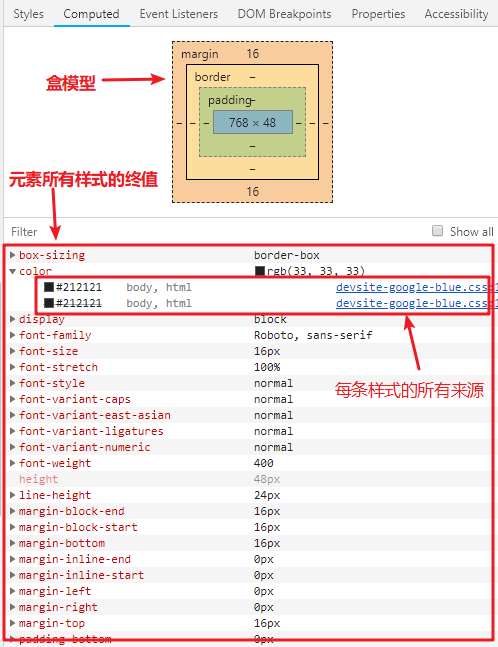 Styles Computed Event Listeners DOM Breakpoints Properties Accessibility
margin 16
盒模型
border –
padding –
– – – 768 × 48 – – –
–
–
16
元素所有样式的终值
Filter Show all
box-sizing border-box
color rgb(33, 33, 33)
#212121 body, html devsite-google-blue.css:1
#212121 body, html devsite-google-blue.css:1
display block
font-family Roboto, sans-serif
font-size 16px
font-stretch 100%
每条样式的所有来源
font-style normal
font-variant-caps normal
font-variant-east-asian normal
font-variant-ligatures normal
font-variant-numeric normal
font-weight 400
height 48px
line-height 24px
margin-block-end 16px
margin-block-start 16px
margin-bottom 16px
margin-inline-end 0px
margin-inline-start 0px
margin-left 0px
margin-right 0px
margin-top 16px
padding-bottom 0px